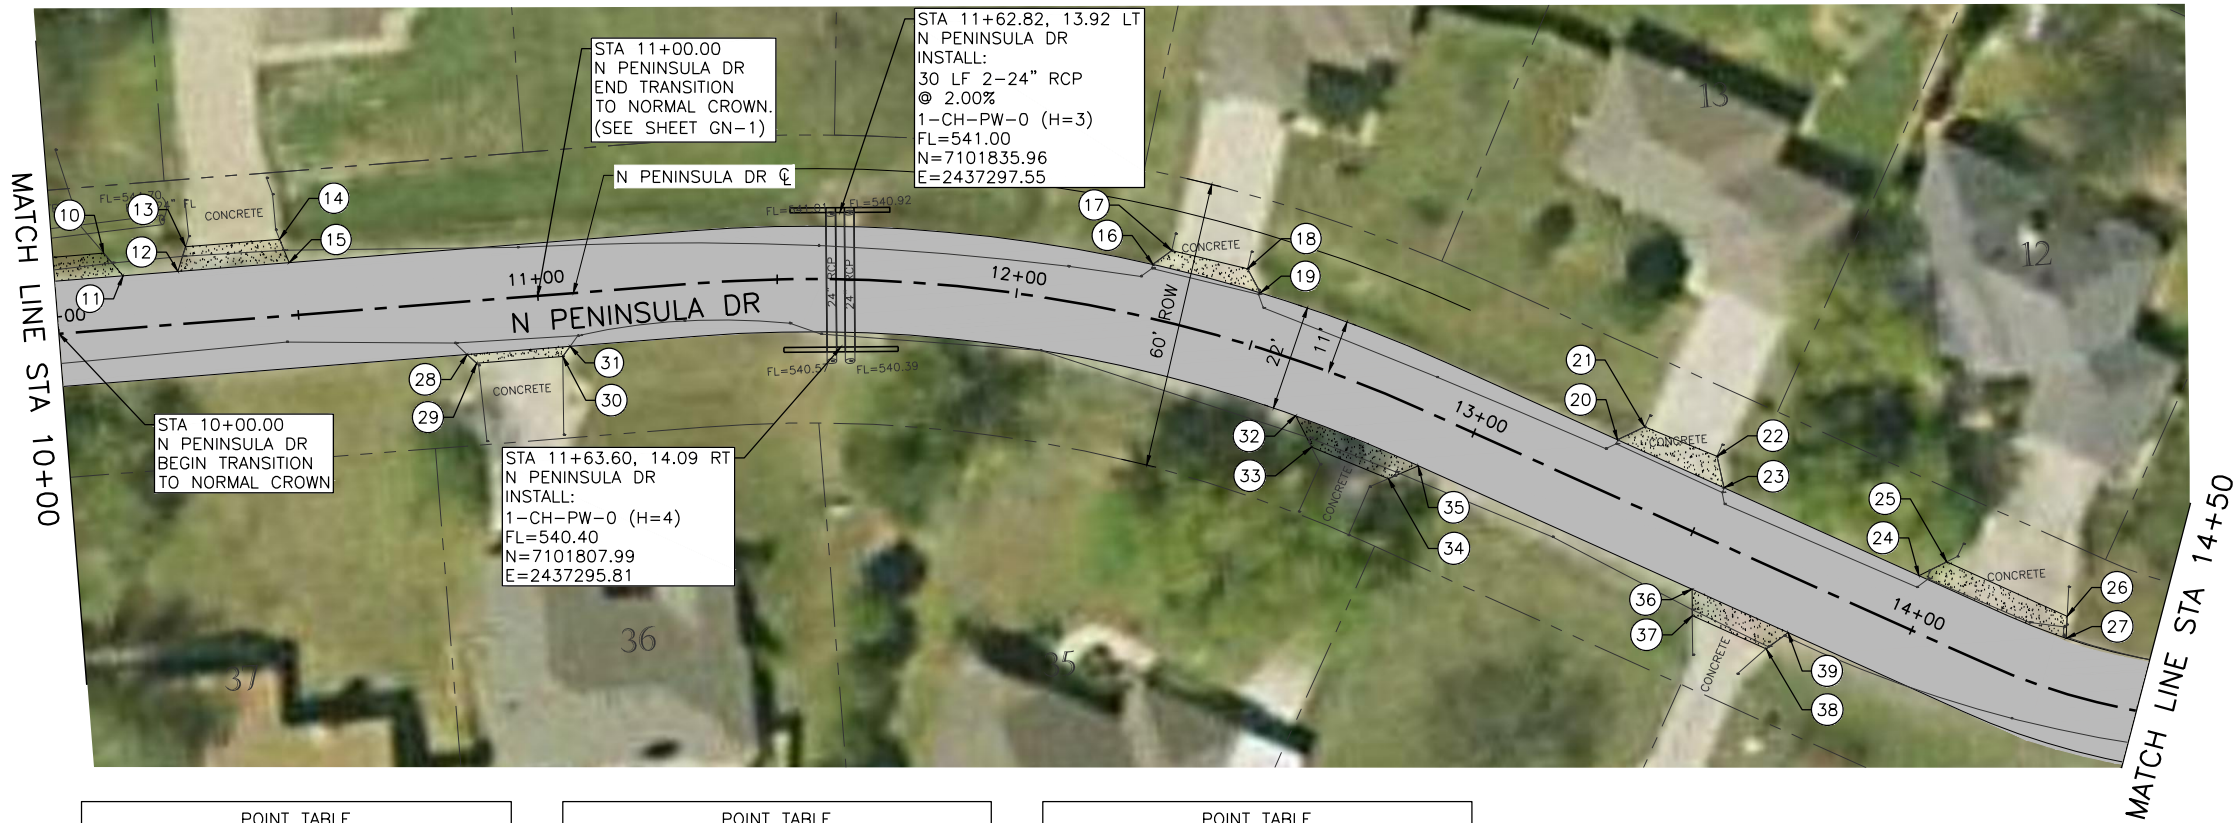 MATCH LINE STA 10+00
STA 11+00.00
N PENINSULA DR
END TRANSITION
TO NORMAL CROWN.
(SEE SHEET GN-1)
N PENINSULA DR ℄
STA 11+62.82, 13.92 LT
N PENINSULA DR
INSTALL:
30 LF 2-24" RCP
@ 2.00%
1-CH-PW-0 (H=3)
FL=541.00
N=7101835.96
E=2437297.55
13
12
10
13
FL
CONCRETE
14
12
15
11
-00
11+00
N PENINSULA DR
FL=540.92
24" RCP
24" RCP
FL=540.57
FL=540.39
12+00
17
16
CONCRETE
18
19
60' ROW
22'
11'
28
29
CONCRETE
31
30
STA 10+00.00
N PENINSULA DR
BEGIN TRANSITION
TO NORMAL CROWN
STA 11+63.60, 14.09 RT
N PENINSULA DR
INSTALL:
1-CH-PW-0 (H=4)
FL=540.40
N=7101807.99
E=2437295.81
32
33
CONCRETE
35
34
13+00
21
20
CONCRETE
22
23
25
24
CONCRETE
26
27
14+00
36
37
CONCRETE
39
38
37
36
MATCH LINE STA 14+50
POINT TABLE
POINT TABLE
POINT TABLE